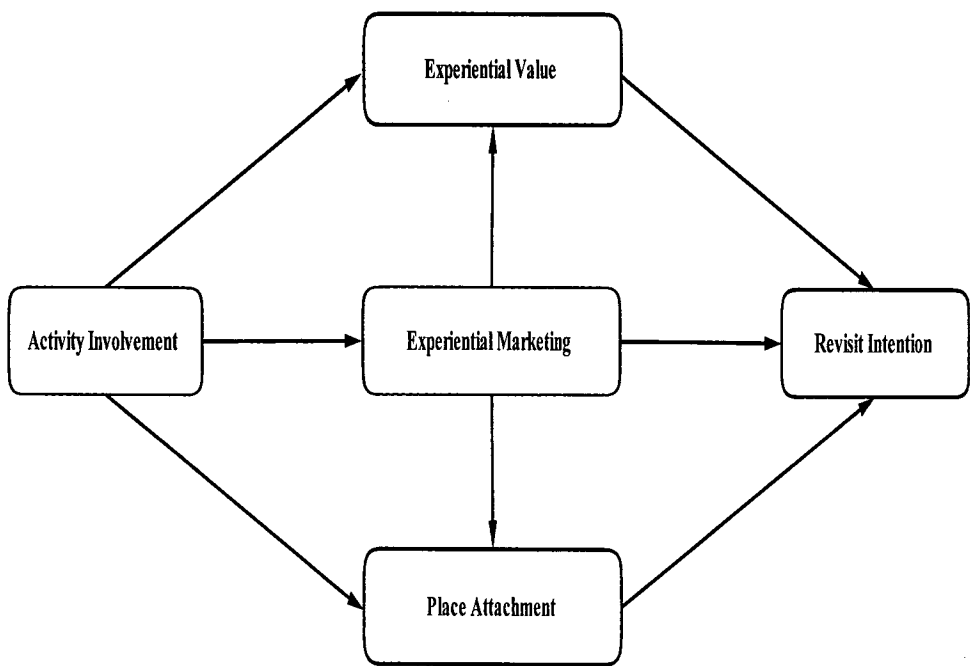 Experiential Value
Activity Involvement
Experiential Marketing
Revisit Intention
Place Attachment